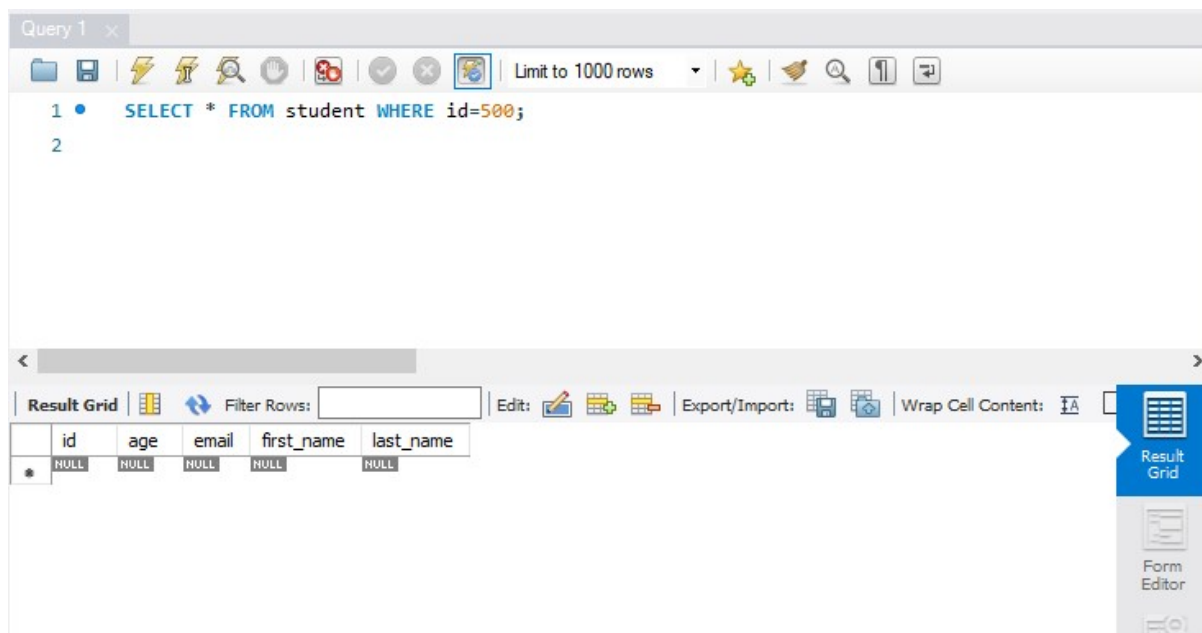 Query 1
Limit to 1000 rows
1 SELECT * FROM student WHERE id=500;
2
Result Grid Filter Rows: Edit: Export/Import: Wrap Cell Content: IA
id age email first_name last_name
NULL NULL NULL NULL NULL
Result
Grid
Form
Editor